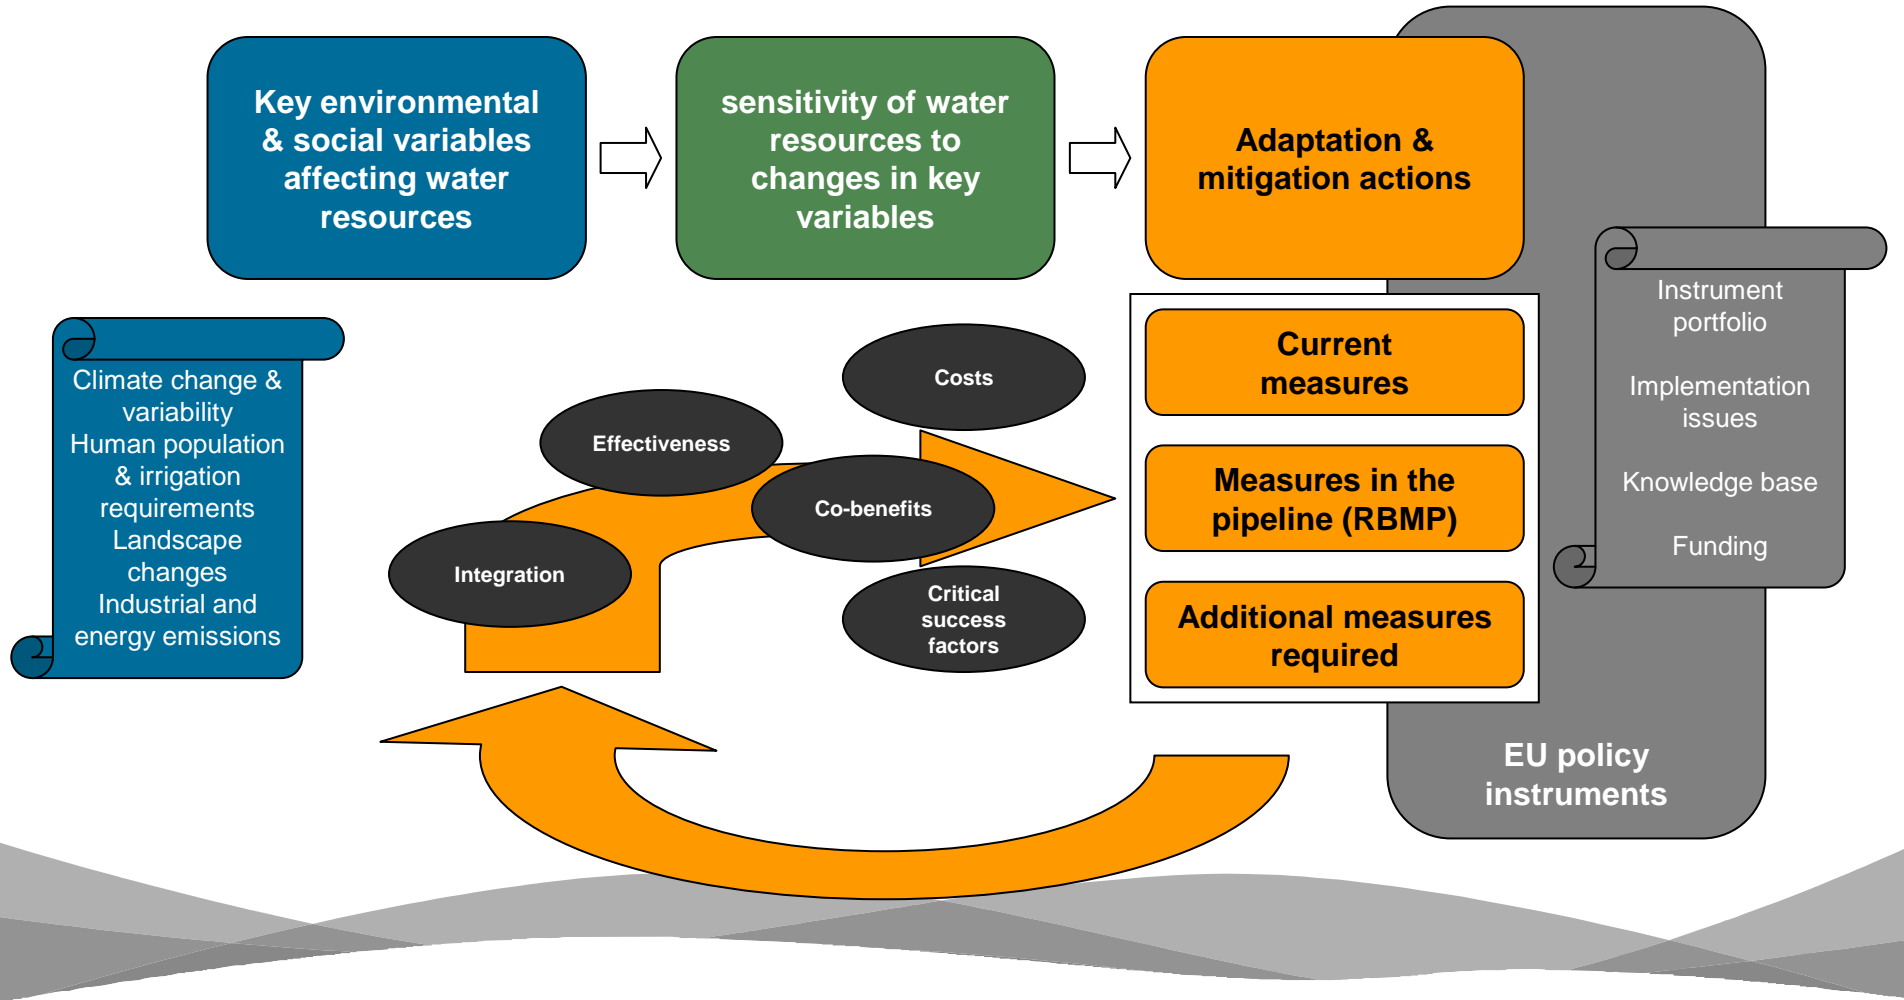 Key environmental
& social variables
affecting water
resources
sensitivity of water
resources to
changes in key
variables
Adaptation &
mitigation actions
Climate change &
variability
Human population
& irrigation
requirements
Landscape
changes
Industrial and
energy emissions
Costs
Effectiveness
Co-benefits
Integration
Critical
success
factors
Current
measures
Measures in the
pipeline (RBMP)
Additional measures
required
Instrument
portfolio
Implementation
issues
Knowledge base
Funding
EU policy
instruments